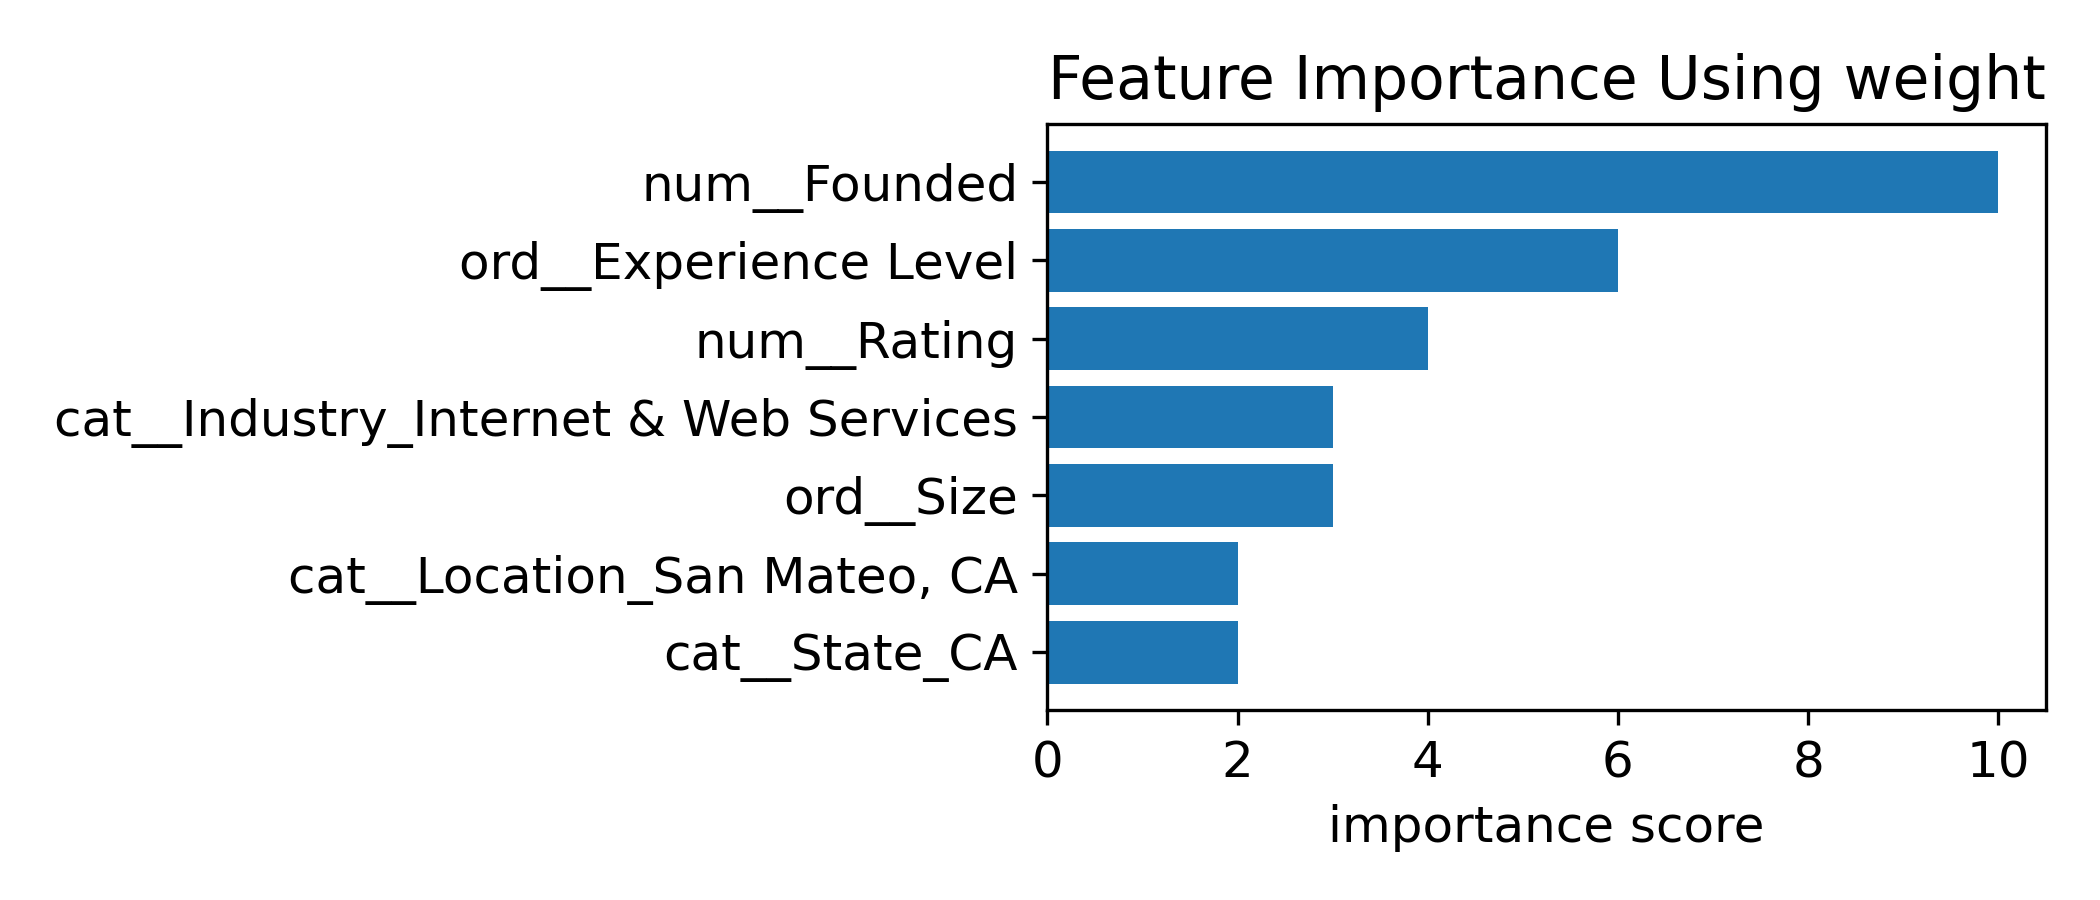 Feature Importance Using weight
num__Founded
ord__Experience Level
num__Rating
cat__Industry_Internet & Web Services
ord__Size
cat__Location_San Mateo, CA
cat__State_CA
0 2 4 6 8 10
importance score